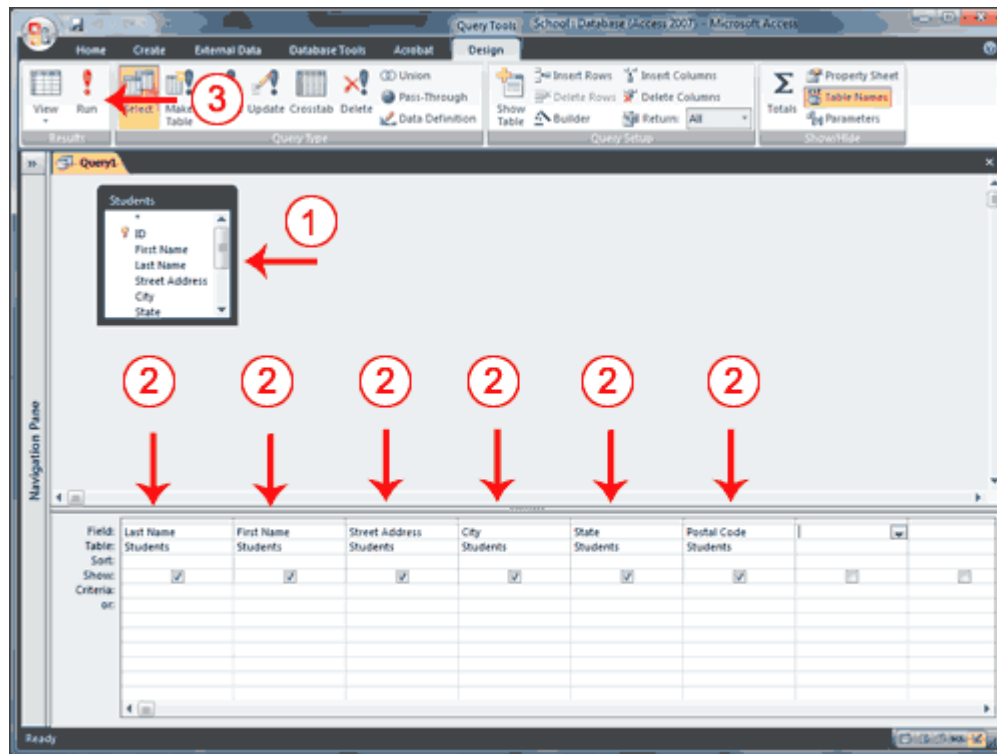 Query Tools School : Database (Access 2007) - Microsoft Access
Home Create External Data Database Tools Acrobat Design
View Run Select Make Table Update Crosstab Delete
Union
Pass-Through
Data Definition
Show Table
Insert Rows
Delete Rows
Builder
Insert Columns
Delete Columns
Return: All
Totals
Property Sheet
Table Names
Parameters
Results Query Type Query Setup Show/Hide
3
Query1
Students
*
ID
First Name
Last Name
Street Address
City
State
1
2 2 2 2 2 2
Navigation Pane
Field: Last Name First Name Street Address City State Postal Code
Table: Students Students Students Students Students Students
Sort:
Show:
Criteria:
or:
Ready